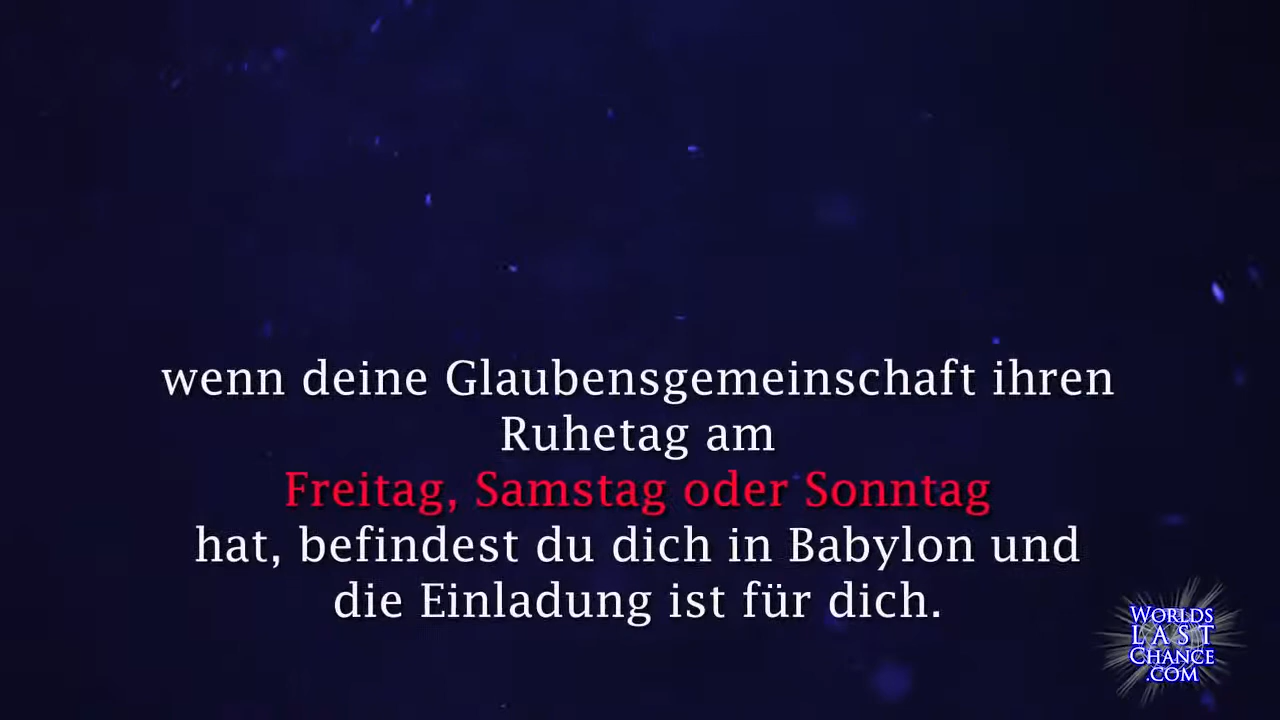 wenn deine Glaubensgemeinschaft ihren
Ruhetag am
Freitag, Samstag oder Sonntag
hat, befindest du dich in Babylon und
die Einladung ist für dich.
WORLDS
LAST
CHANCE
.COM